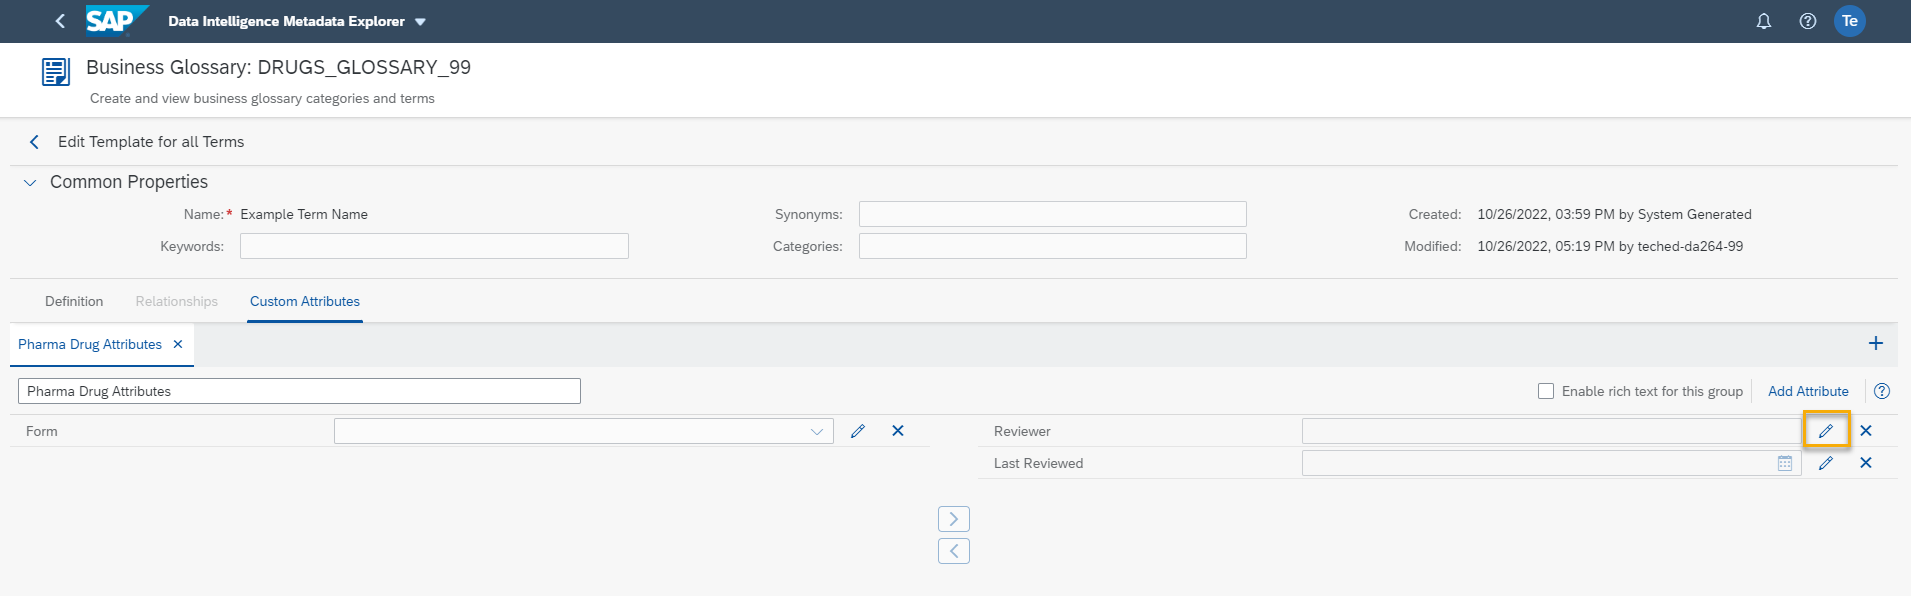 SAP Data Intelligence Metadata Explorer Te
Business Glossary: DRUGS_GLOSSARY_99
Create and view business glossary categories and terms
Edit Template for all Terms
Common Properties
Name:* Example Term Name Synonyms: Created: 10/26/2022, 03:59 PM by System Generated
Keywords: Categories: Modified: 10/26/2022, 05:19 PM by teched-da264-99
Definition Relationships Custom Attributes
Pharma Drug Attributes
Pharma Drug Attributes Enable rich text for this group Add Attribute
Form Reviewer
Last Reviewed